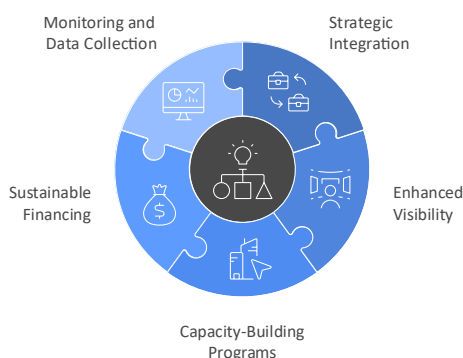 Monitoring and
Data Collection
Strategic
Integration
Sustainable
Financing
$
Enhanced
Visibility
Capacity-Building
Programs